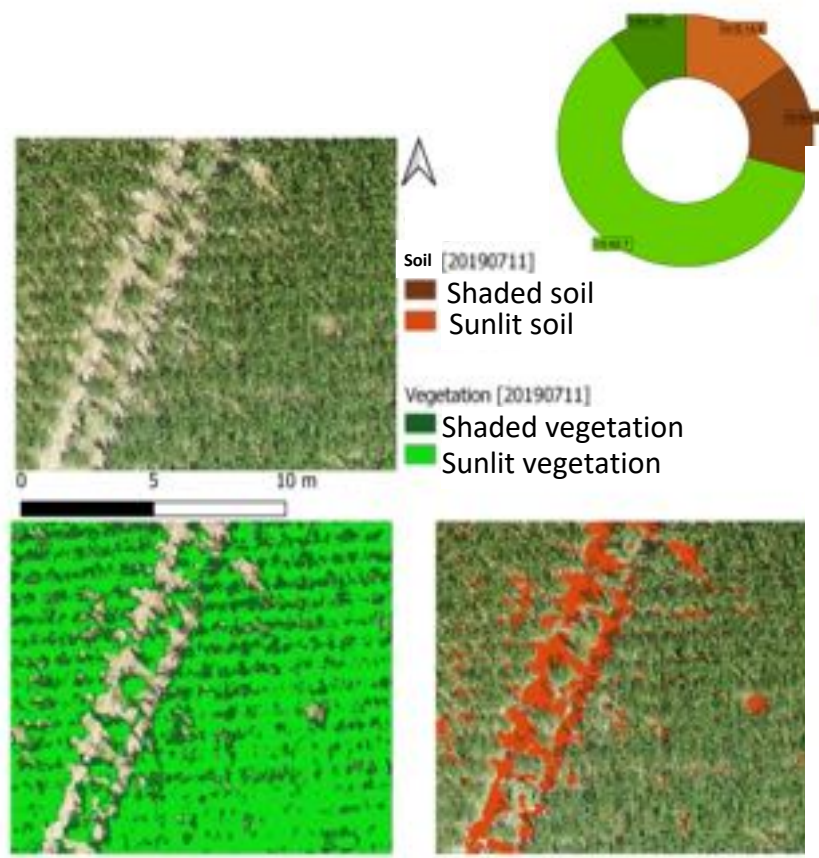 Soil [20190711]
Shaded soil
Sunlit soil
Vegetation [20190711]
Shaded vegetation
Sunlit vegetation
0 5 10 m